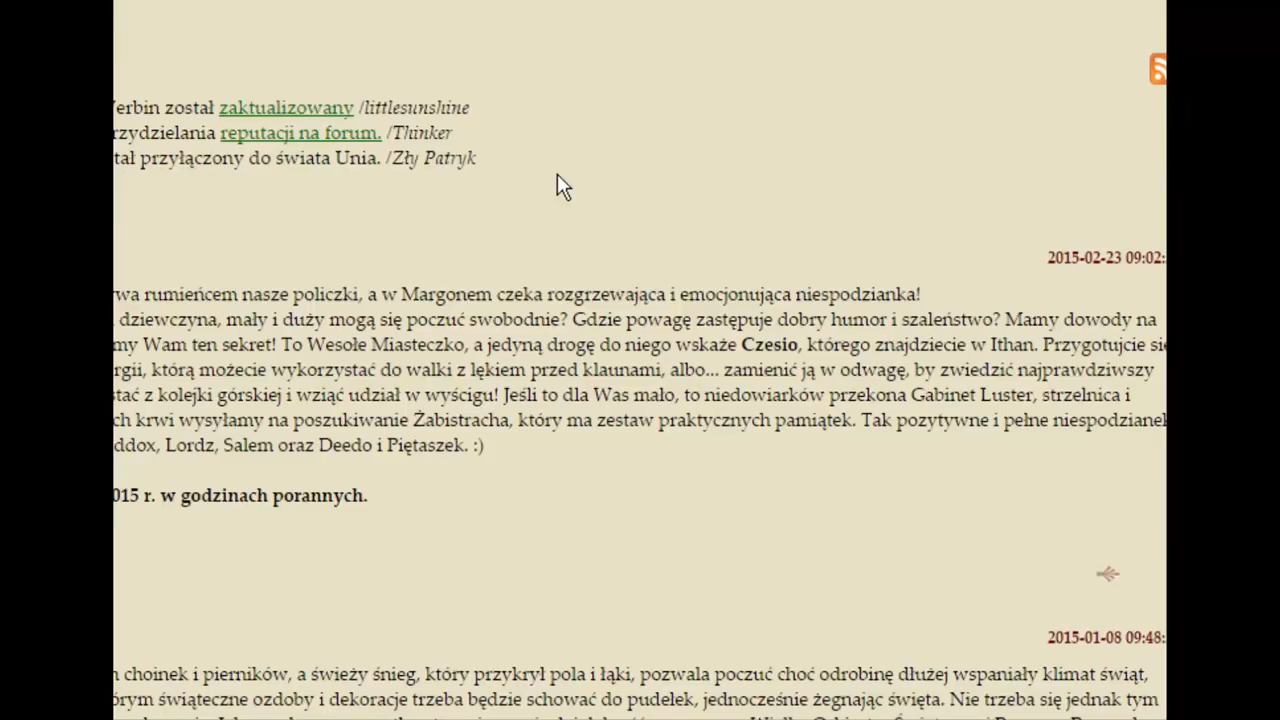 Verbin został zaktualizowany /littlesunshine
rzydzielania reputacji na forum. /Thinker
tał przyłączony do świata Unia. /Zły Patryk
2015-02-23 09:02:
rwa rumieńcem nasze policzki, a w Margonem czeka rozgrzewająca i emocjonująca niespodzianka!
dziewczyna, mały i duży mogą się poczuć swobodnie? Gdzie powagę zastępuje dobry humor i szaleństwo? Mamy dowody na
my Wam ten sekret! To Wesołe Miasteczko, a jedyną drogę do niego wskaże Czesio, którego znajdziecie w Ithan. Przygotujcie się
rgii, którą możecie wykorzystać do walki z lękiem przed klaunami, albo... zamienić ją w odwagę, by zwiedzić najprawdziwszy
stać z kolejki górskiej i wziąć udział w wyścigu! Jeśli to dla Was mało, to niedowiarków przekona Gabinet Luster, strzelnica i
ch krwi wysyłamy na poszukiwanie Żabistracha, który ma zestaw praktycznych pamiątek. Tak pozytywne i pełne niespodzianek
ddox, Lordz, Salem oraz Deedo i Piętaszek. :)
015 r. w godzinach porannych.
2015-01-08 09:48:
h choinek i pierników, a świeży śnieg, który przykrył pola i łąki, pozwala poczuć choć odrobinę dłużej wspaniały klimat świąt,
órym świąteczne ozdoby i dekoracje trzeba będzie schować do pudełek, jednocześnie żegnając święta. Nie trzeba się jednak tym